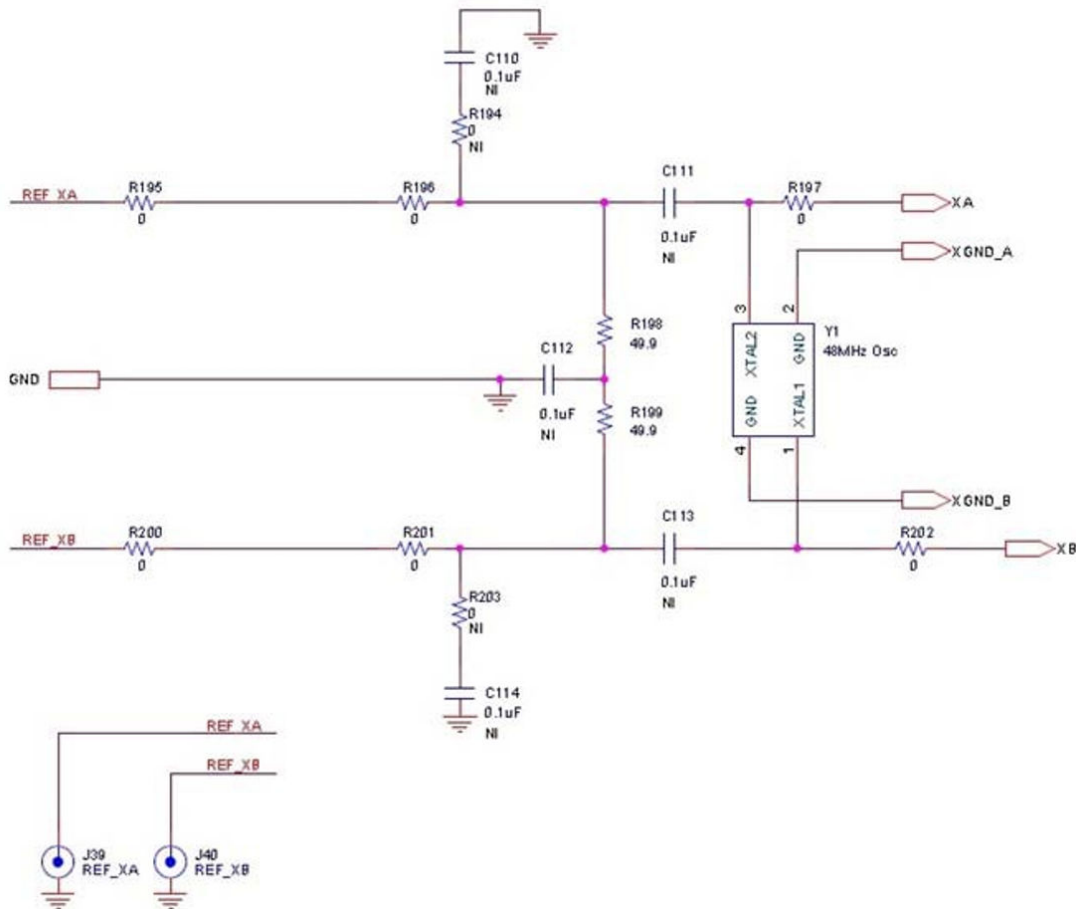 C110
0.1uF
NI
R194
0
NI
REF_XA
R195
0
R196
0
C111
0.1uF
NI
R197
0
XA
XGND_A
3
2
XTAL2
GND
GND
XTAL1
4
1
Y1
48MHz Osc
R198
49.9
GND
C112
0.1uF
NI
R199
49.9
XGND_B
REF_XB
R200
0
R201
0
C113
0.1uF
NI
R202
0
XB
R203
0
NI
C114
0.1uF
NI
REF_XA
REF_XB
J39
REF_XA
J40
REF_XB